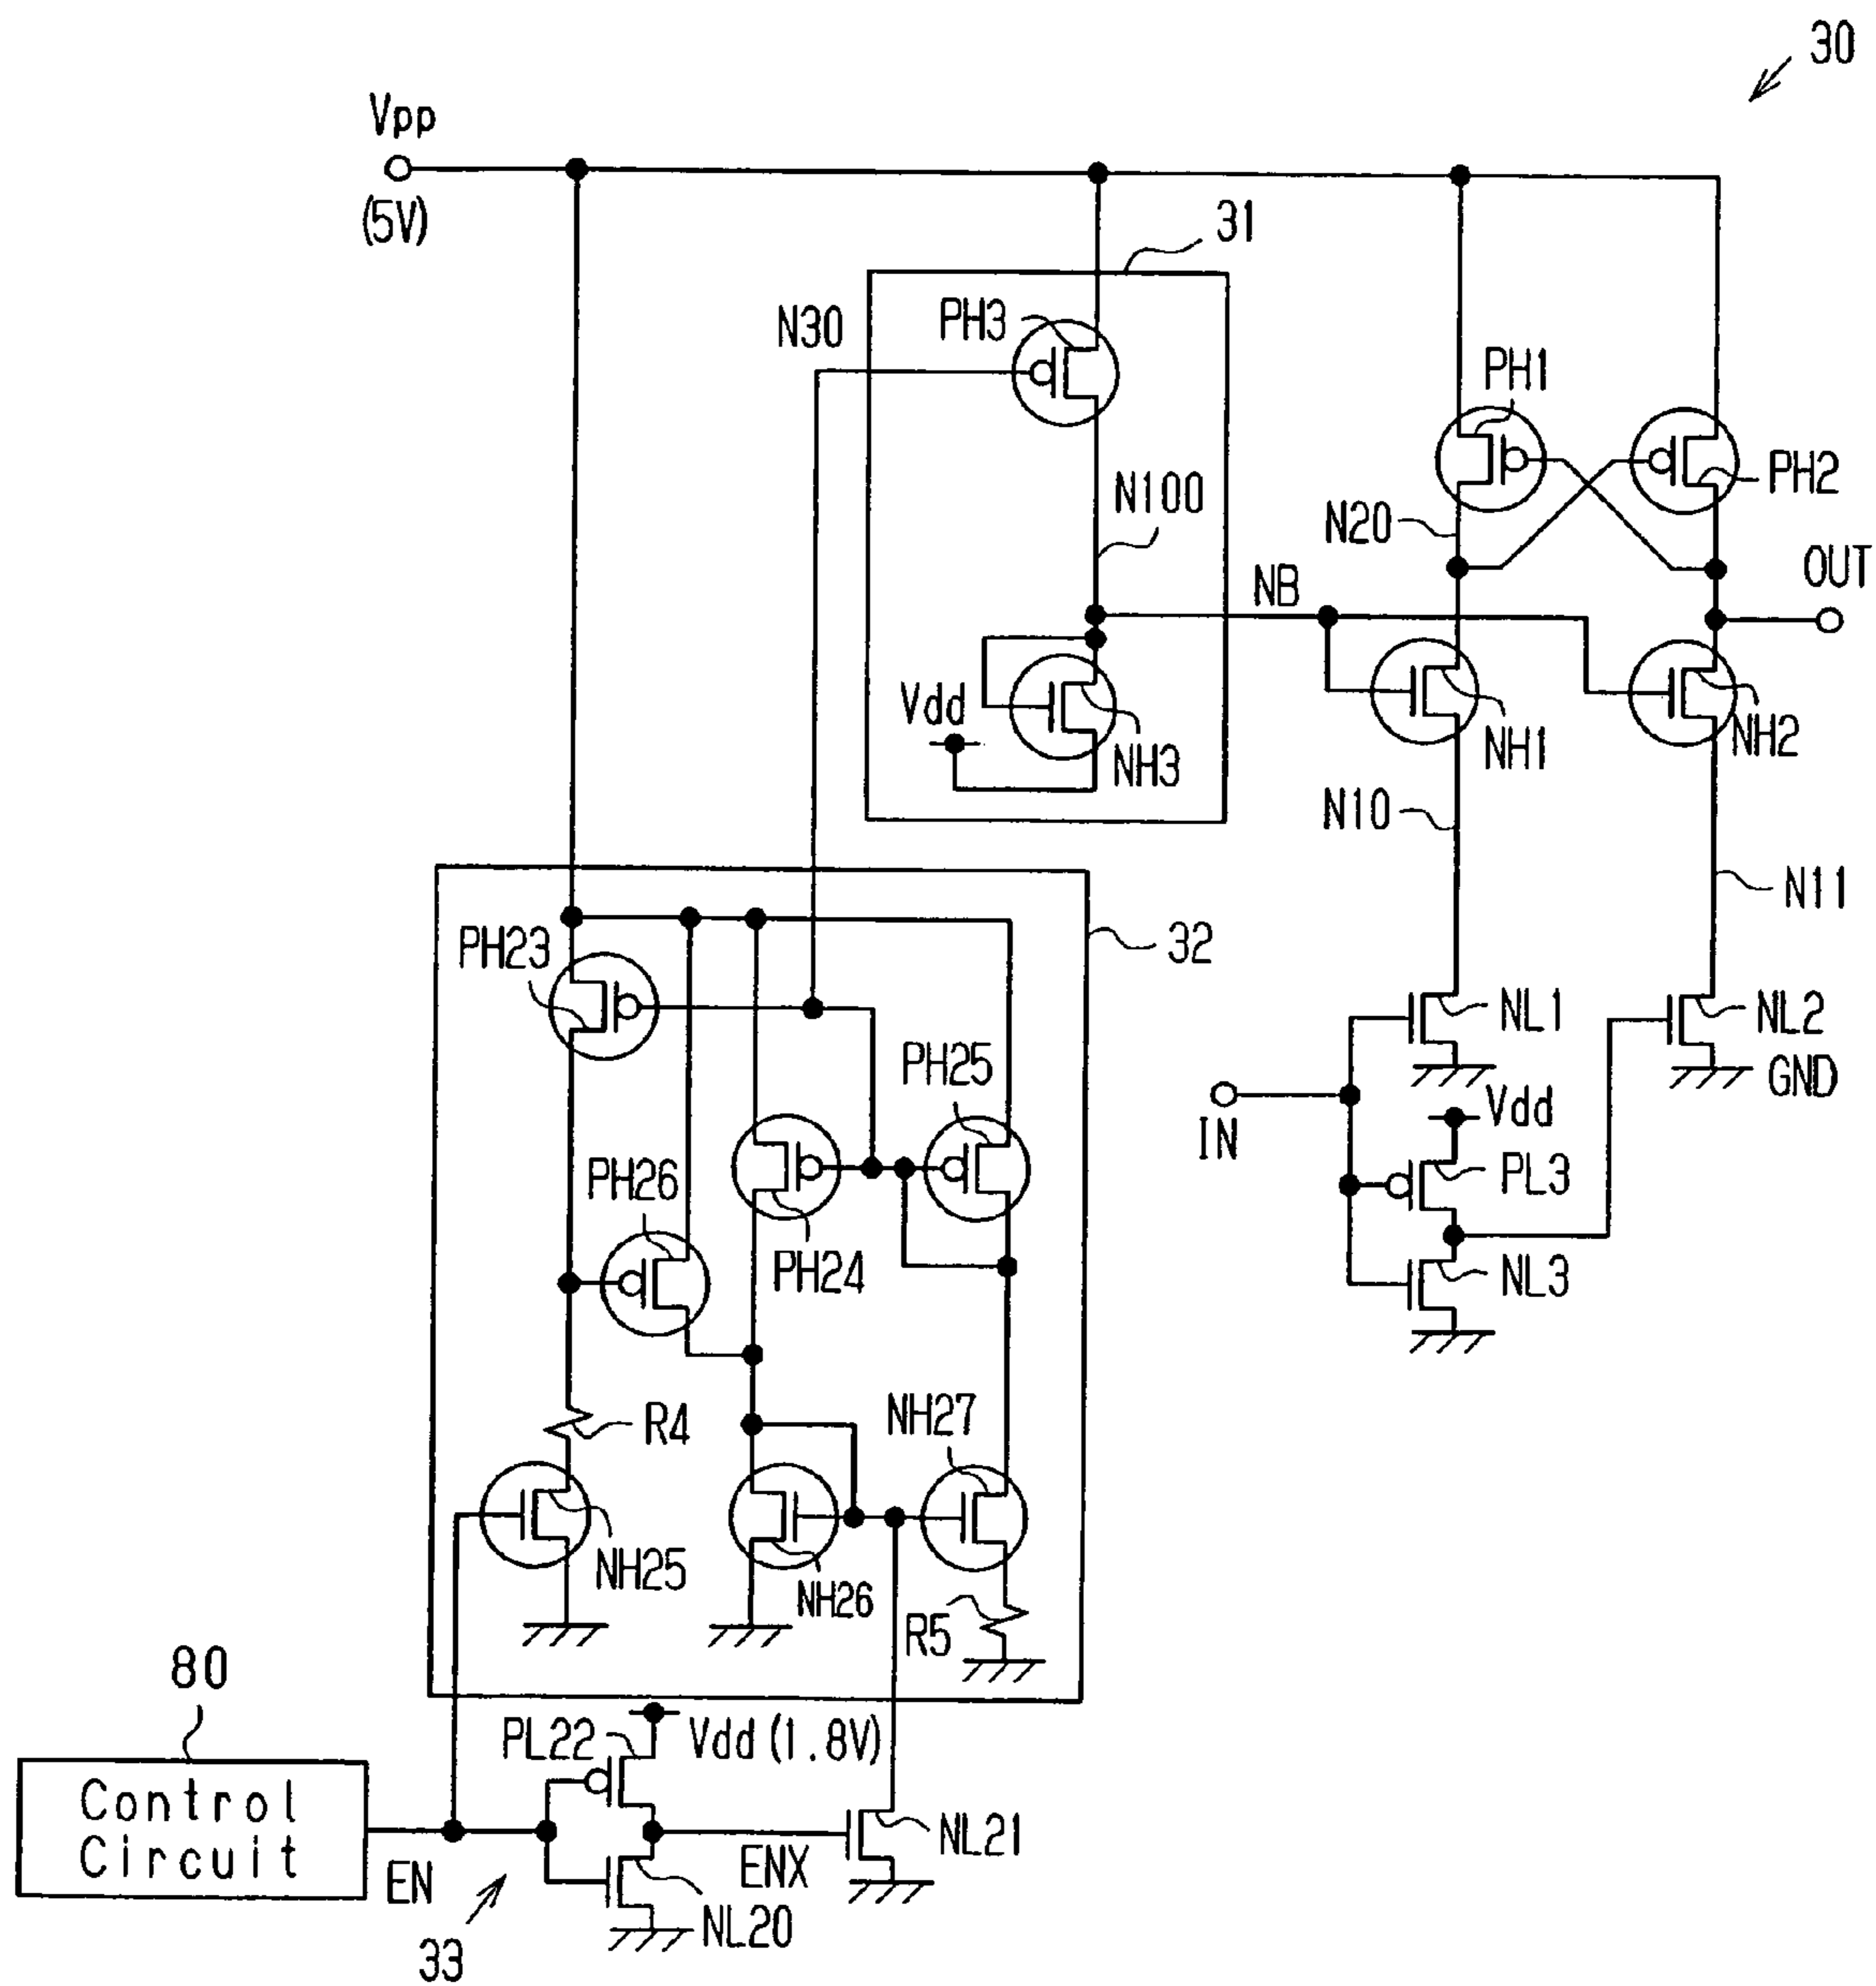 30
Vpp
(5V)
31
N30
PH3
PH1
PH2
N100
N20
OUT
NB
Vdd
NH3
NH1
NH2
N10
N11
PH23
32
PH25
NL1
NL2
GND
IN
Vdd
PL3
PH26
PH24
NL3
R4
NH27
NH25
NH26
R5
80
PL22
Vdd (1.8V)
Control
Circuit
EN
ENX
NL21
NL20
33